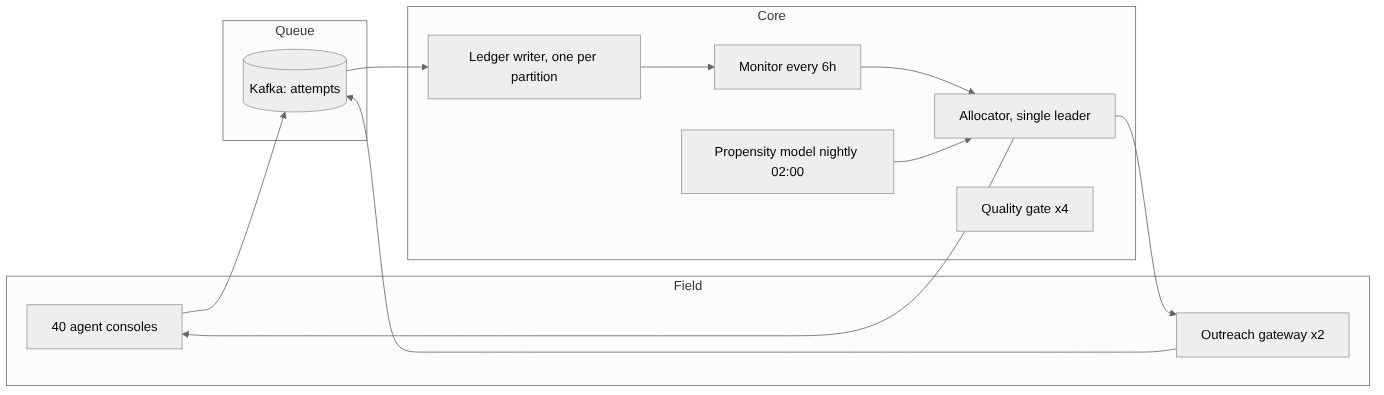 Queue
Kafka: attempts
Core
Ledger writer, one per
partition
Monitor every 6h
Allocator, single leader
Propensity model nightly
02:00
Quality gate x4
Field
40 agent consoles
Outreach gateway x2